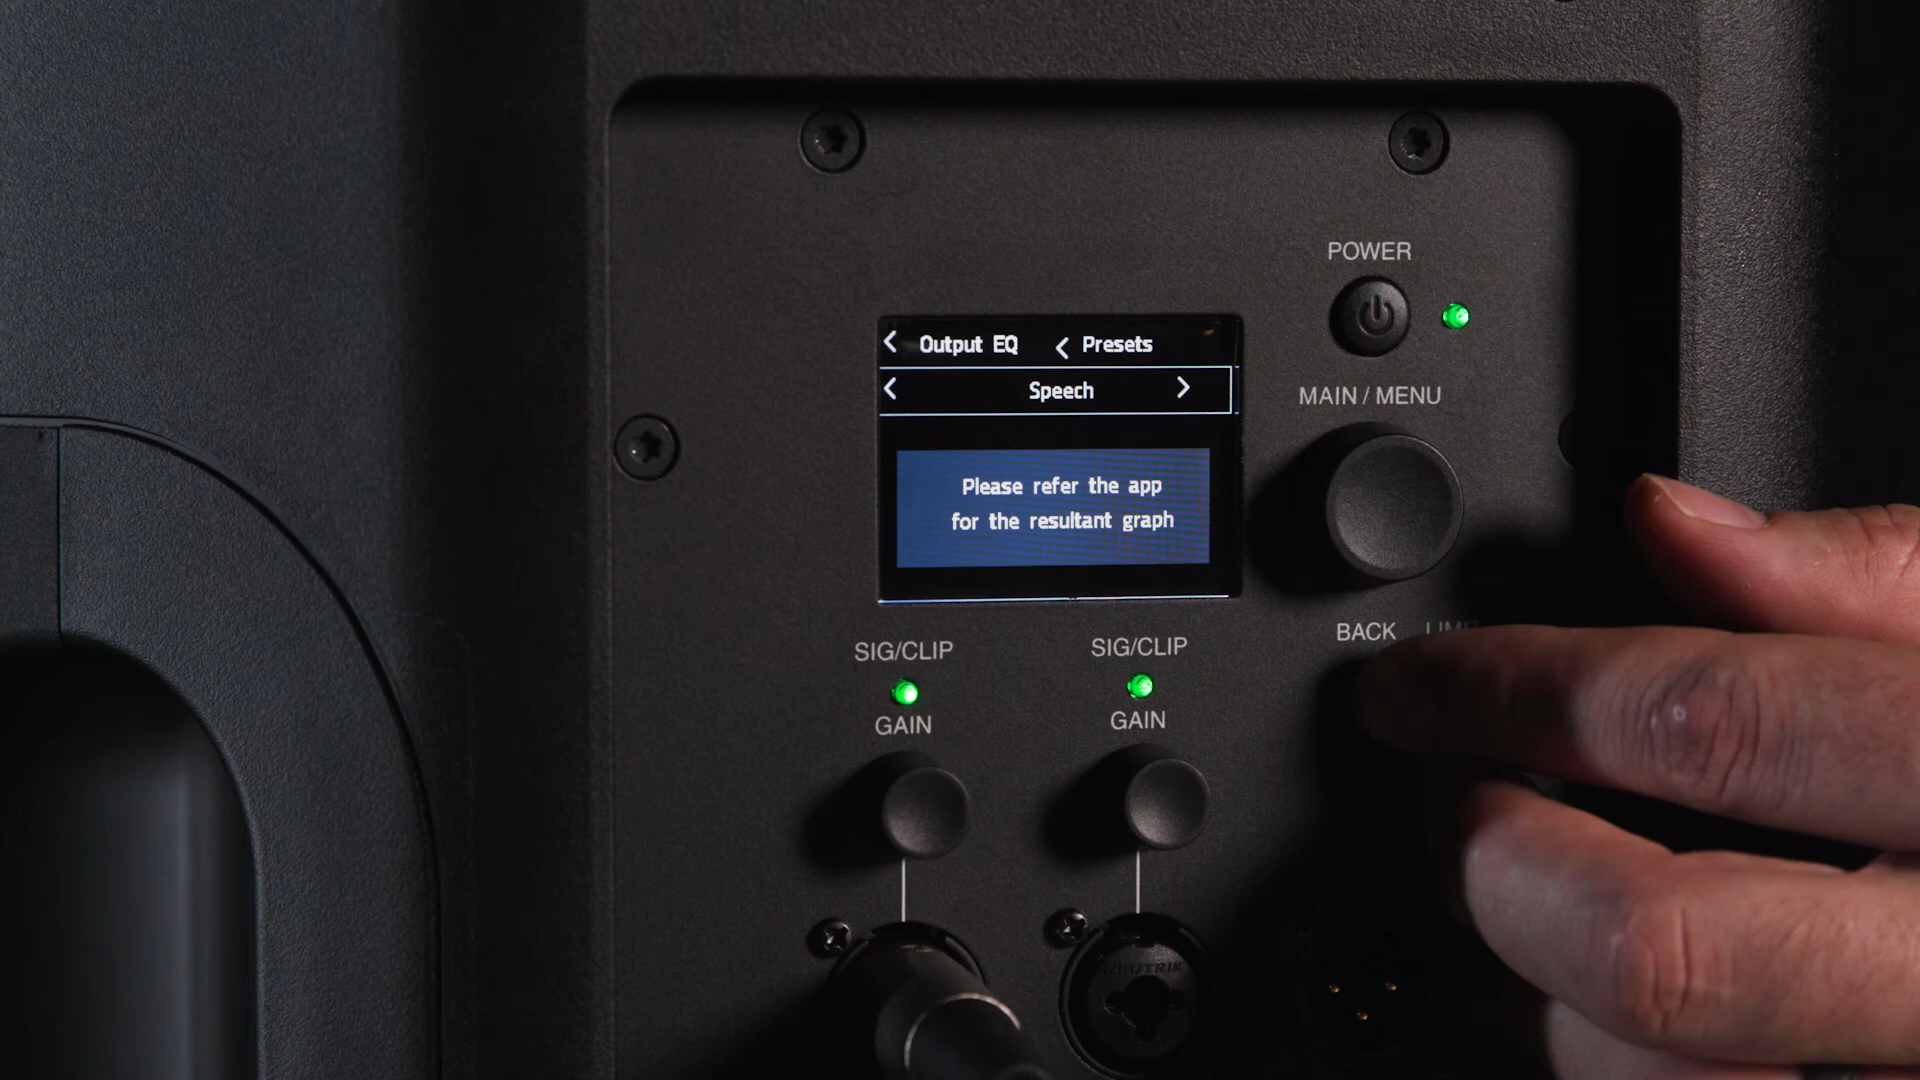 POWER
< Output EQ < Presets
< Speech >
MAIN / MENU
Please refer the app
for the resultant graph
BACK LIMIT
SIG/CLIP SIG/CLIP
GAIN GAIN
NEUTRIK